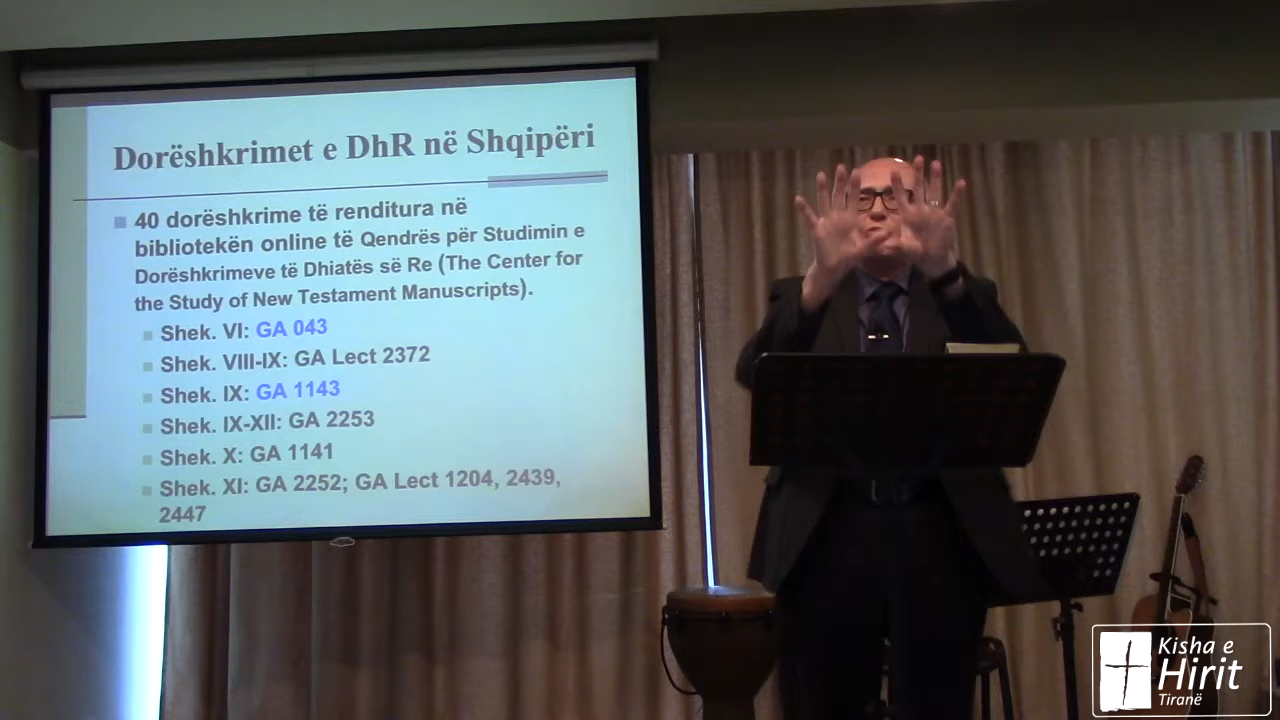 Dorëshkrimet e DhR në Shqipëri
40 dorëshkrime të renditura në
bibliotekën online të Qendrës për Studimin e
Dorëshkrimeve të Dhiatës së Re (The Center for
the Study of New Testament Manuscripts).
Shek. VI: GA 043
Shek. VIII-IX: GA Lect 2372
Shek. IX: GA 1143
Shek. IX-XII: GA 2253
Shek. X: GA 1141
Shek. XI: GA 2252; GA Lect 1204, 2439,
2447
Kisha e
Hirit
Tiranë